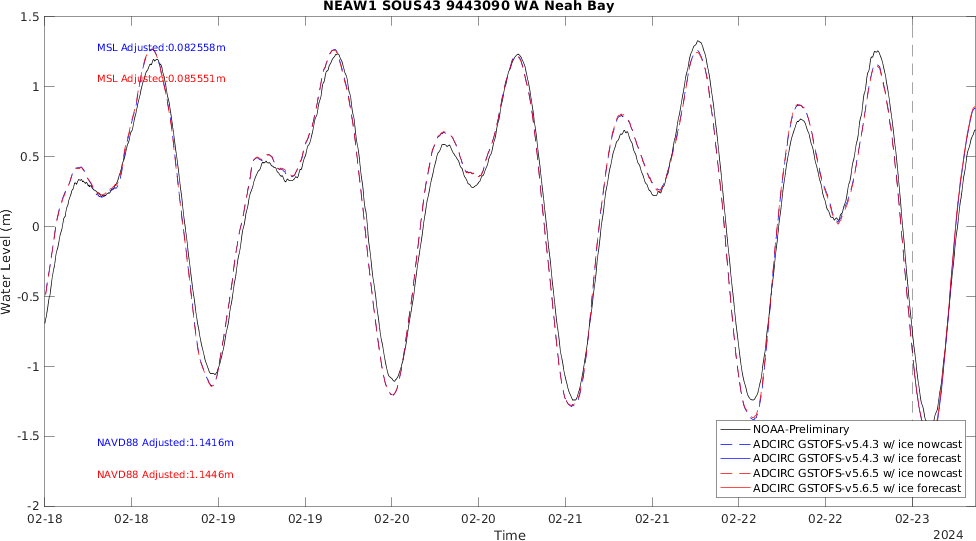 NEAW1 SOUS43 9443090 WA Neah Bay
1.5
1
0.5
0
-0.5
-1
-1.5
-2
Water Level (m)
MSL Adjusted:0.082558m
MSL Adjusted:0.085551m
NAVD88 Adjusted:1.1416m
NAVD88 Adjusted:1.1446m
NOAA-Preliminary
ADCIRC GSTOFS-v5.4.3 w/ ice nowcast
ADCIRC GSTOFS-v5.4.3 w/ ice forecast
ADCIRC GSTOFS-v5.6.5 w/ ice nowcast
ADCIRC GSTOFS-v5.6.5 w/ ice forecast
02-18 02-18 02-19 02-19 02-20 02-20 02-21 02-21 02-22 02-22 02-23
Time
2024